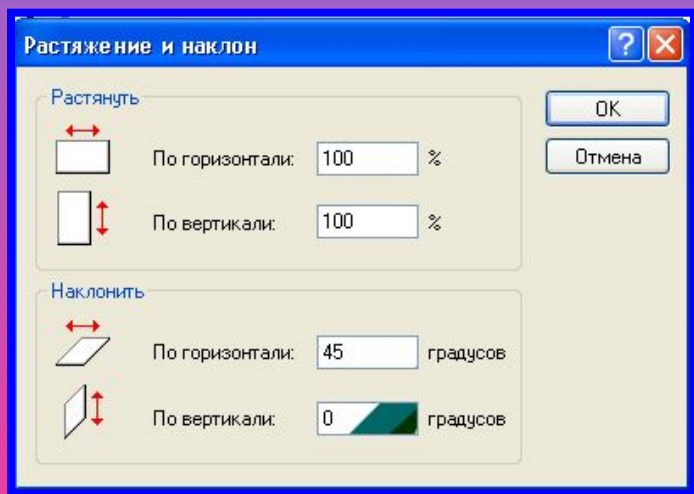 Растяжение и наклон
Растянуть
По горизонтали: 100 %
По вертикали: 100 %
Наклонить
По горизонтали: 45 градусов
По вертикали: 0 градусов
OK
Отмена